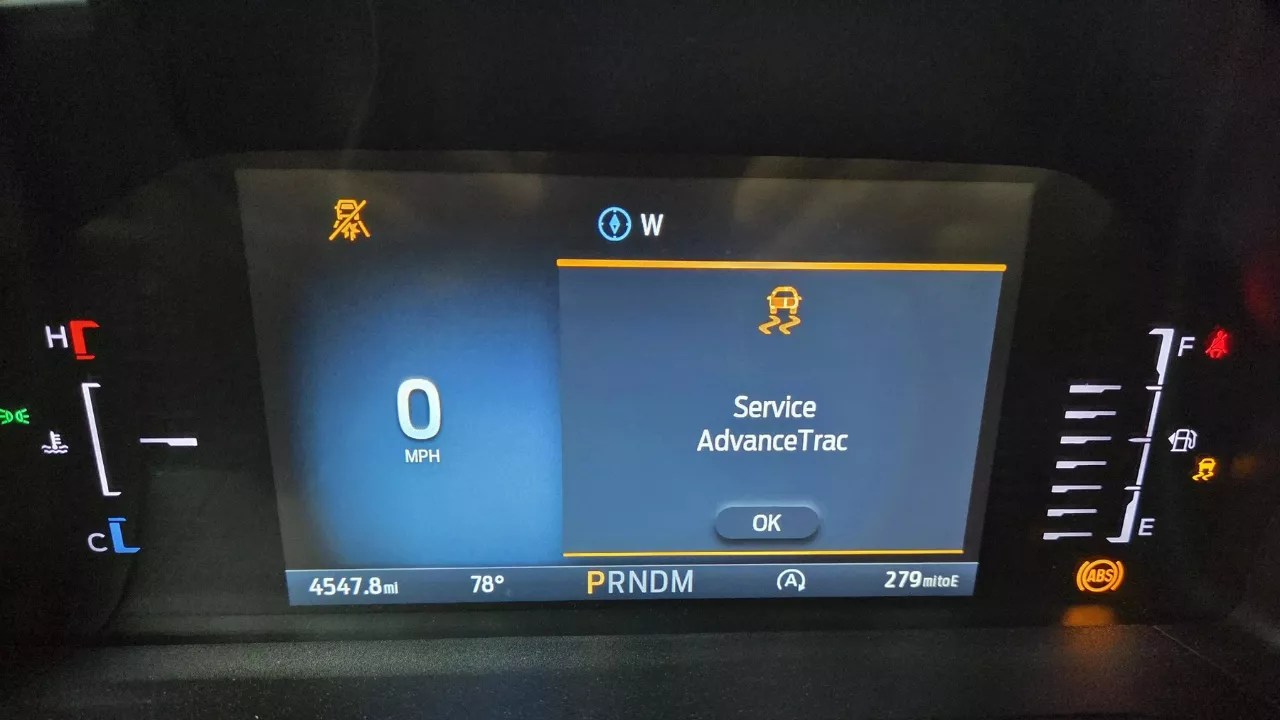 W
H
F
0
MPH
Service
AdvanceTrac
OK
C
E
4547.8mi
78°
PRNDM
A
279mitoE
ABS